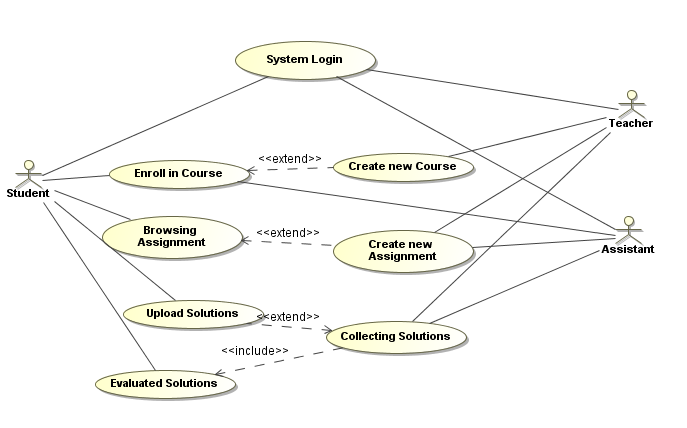 System Login
Teacher
<<extend>>
Create new Course
Enroll in Course
Student
Browsing
Assignment
<<extend>>
Create new
Assignment
Assistant
Upload Solutions
<<extend>>
Collecting Solutions
<<include>>
Evaluated Solutions